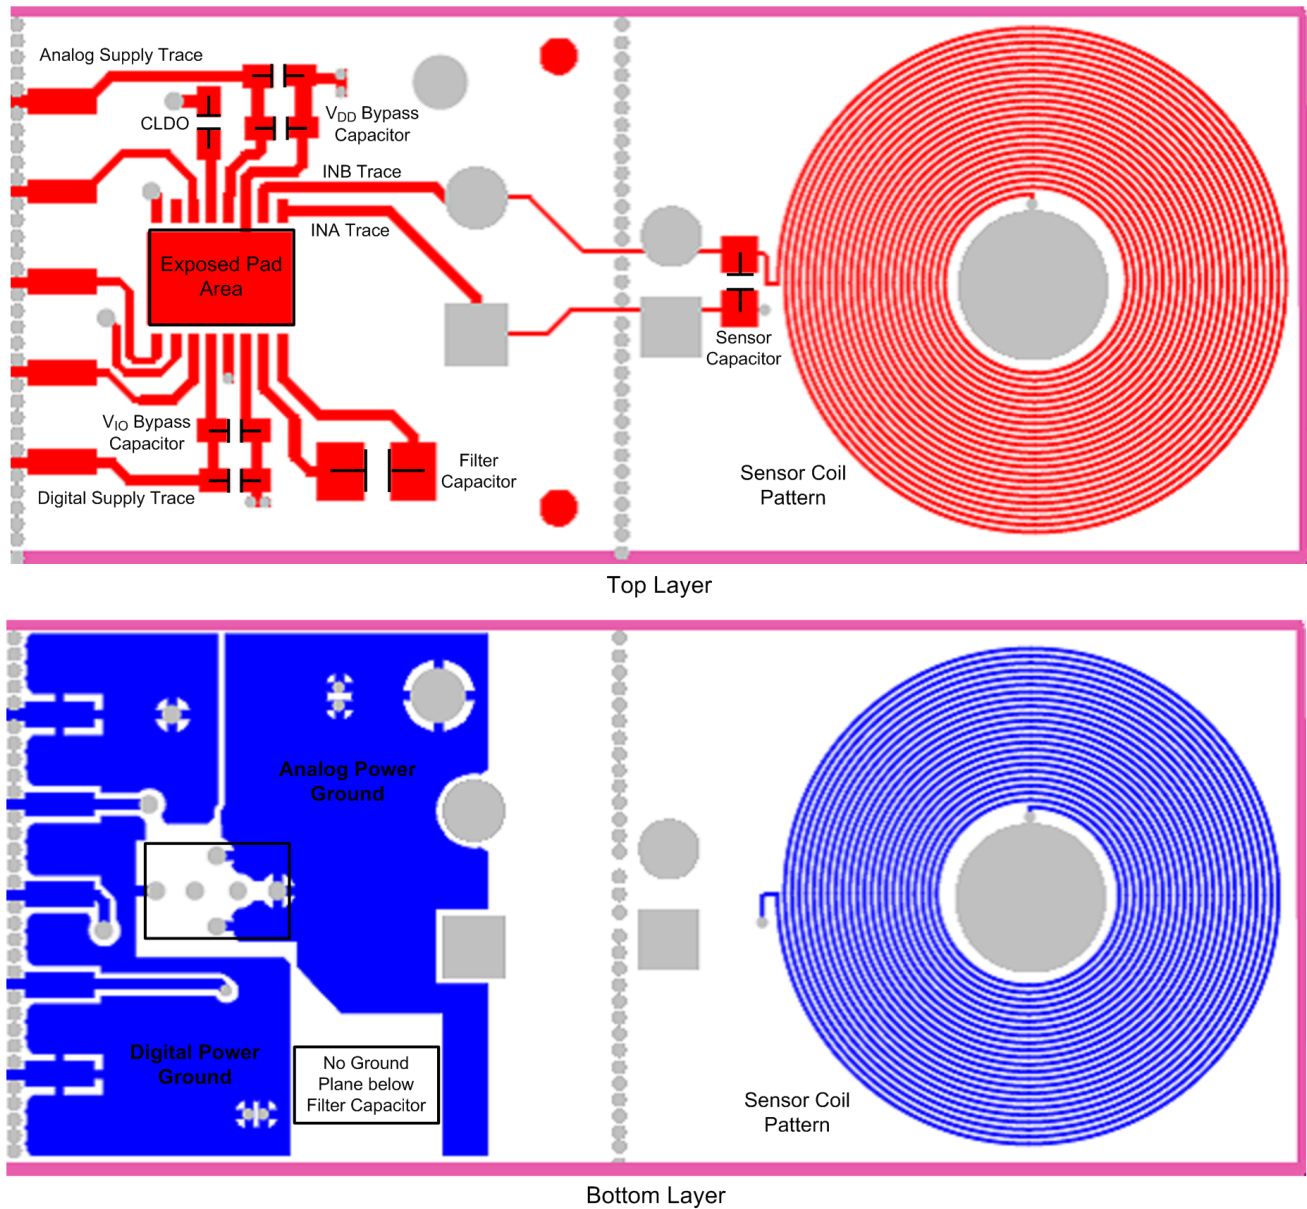 Analog Supply Trace
CLDO
VDD Bypass
Capacitor
INB Trace
INA Trace
Exposed Pad
Area
Sensor
Capacitor
VIO Bypass
Capacitor
Digital Supply Trace
Filter
Capacitor
Sensor Coil
Pattern
Top Layer
Analog Power
Ground
Digital Power
Ground
No Ground
Plane below
Filter Capacitor
Sensor Coil
Pattern
Bottom Layer